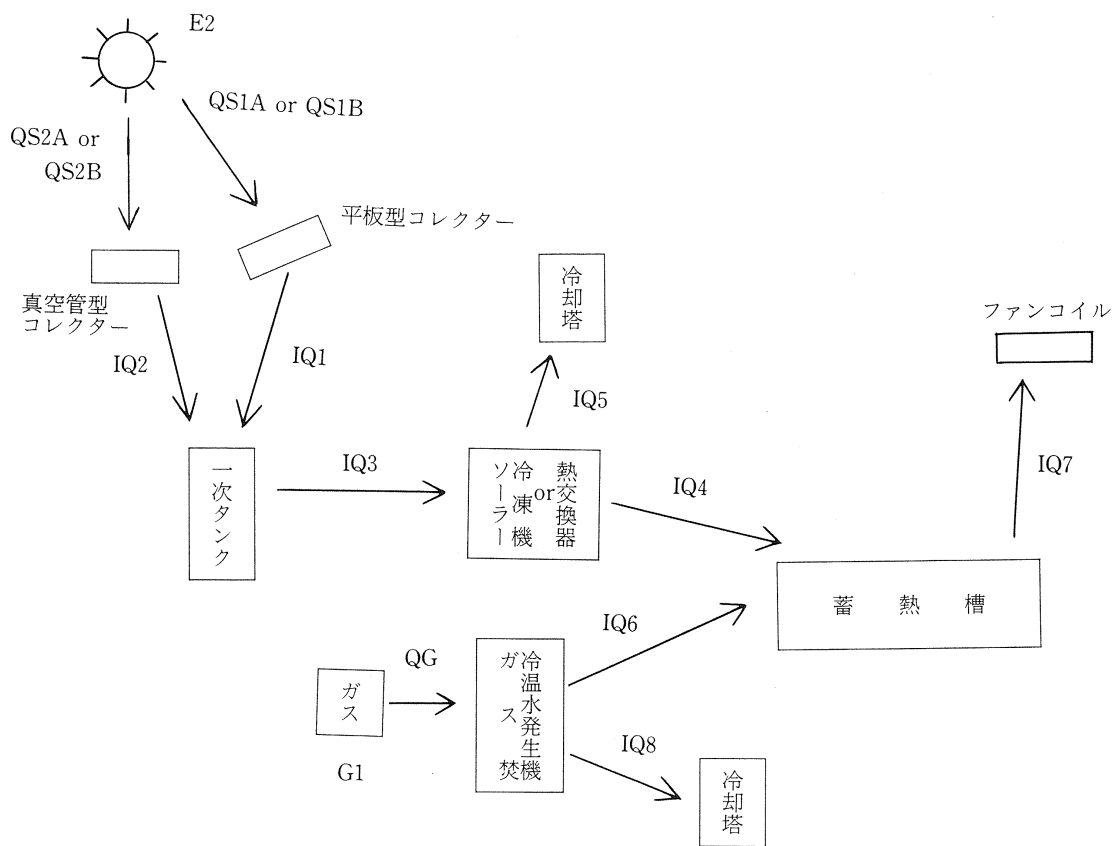 E2
QS1A or QS1B
QS2A or
QS2B
平板型コレクター
真空管型
コレクター
冷却塔
ファンコイル
IQ2
IQ1
IQ5
IQ7
一次タンク
IQ3
ソーラー
冷凍機
or
熱交換器
IQ4
蓄熱槽
IQ6
ガス
QG
ガス焚
冷温水発生機
IQ8
G1
冷却塔